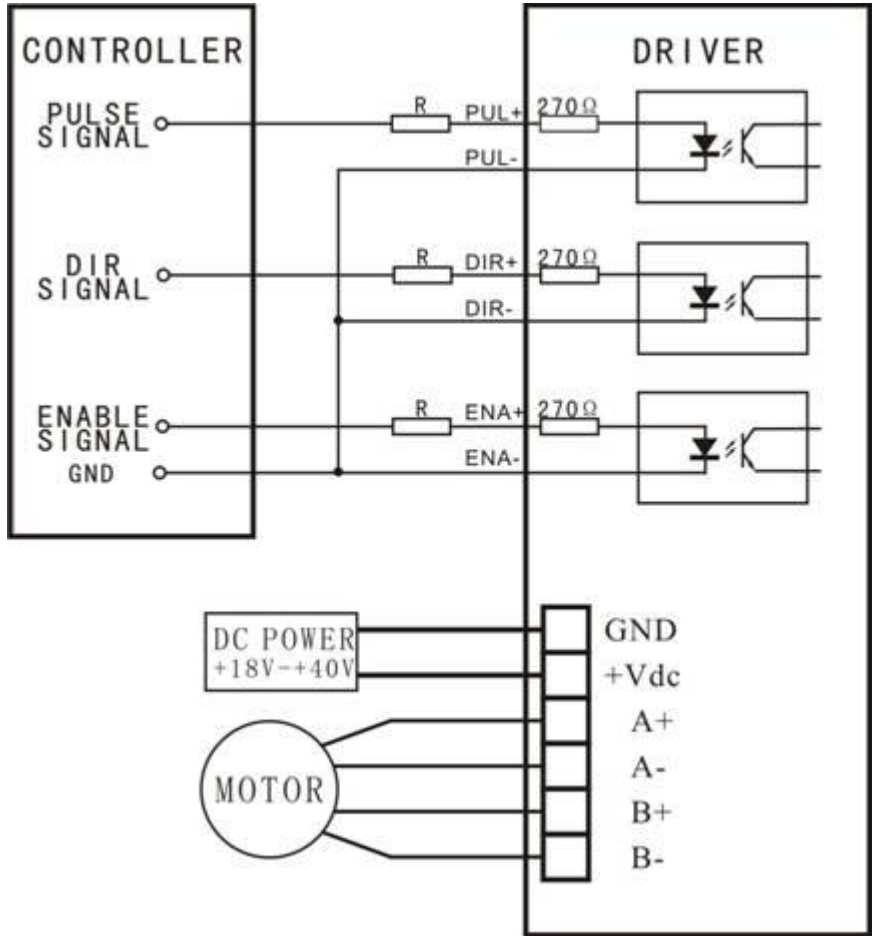 CONTROLLER
DRIVER
PULSE SIGNAL
R
PUL+
270Ω
PUL-
DIR SIGNAL
R
DIR+
270Ω
DIR-
ENABLE SIGNAL
R
ENA+
270Ω
ENA-
GND
DC POWER
+18V-+40V
GND
+Vdc
A+
A-
B+
B-
MOTOR